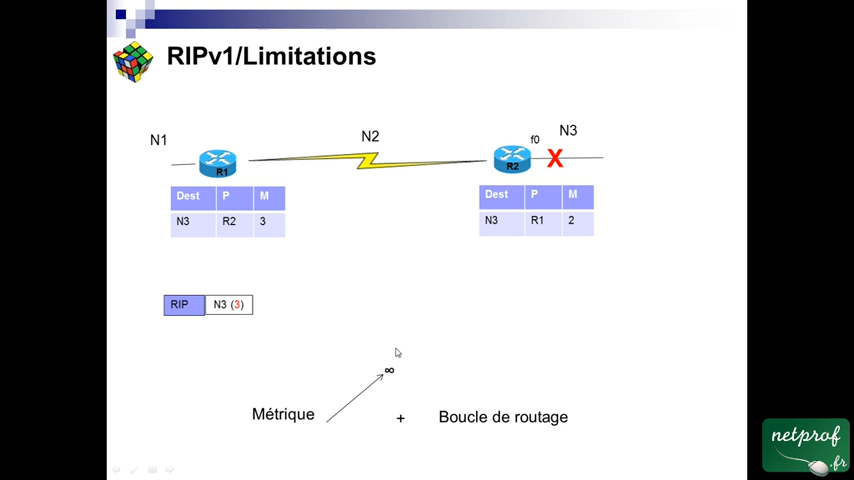 RIPv1/Limitations
N1
N2
f0
N3
R1
R2
Dest P M
N3 R2 3
Dest P M
N3 R1 2
RIP N3 (3)
∞
Métrique + Boucle de routage
netprof
.fr